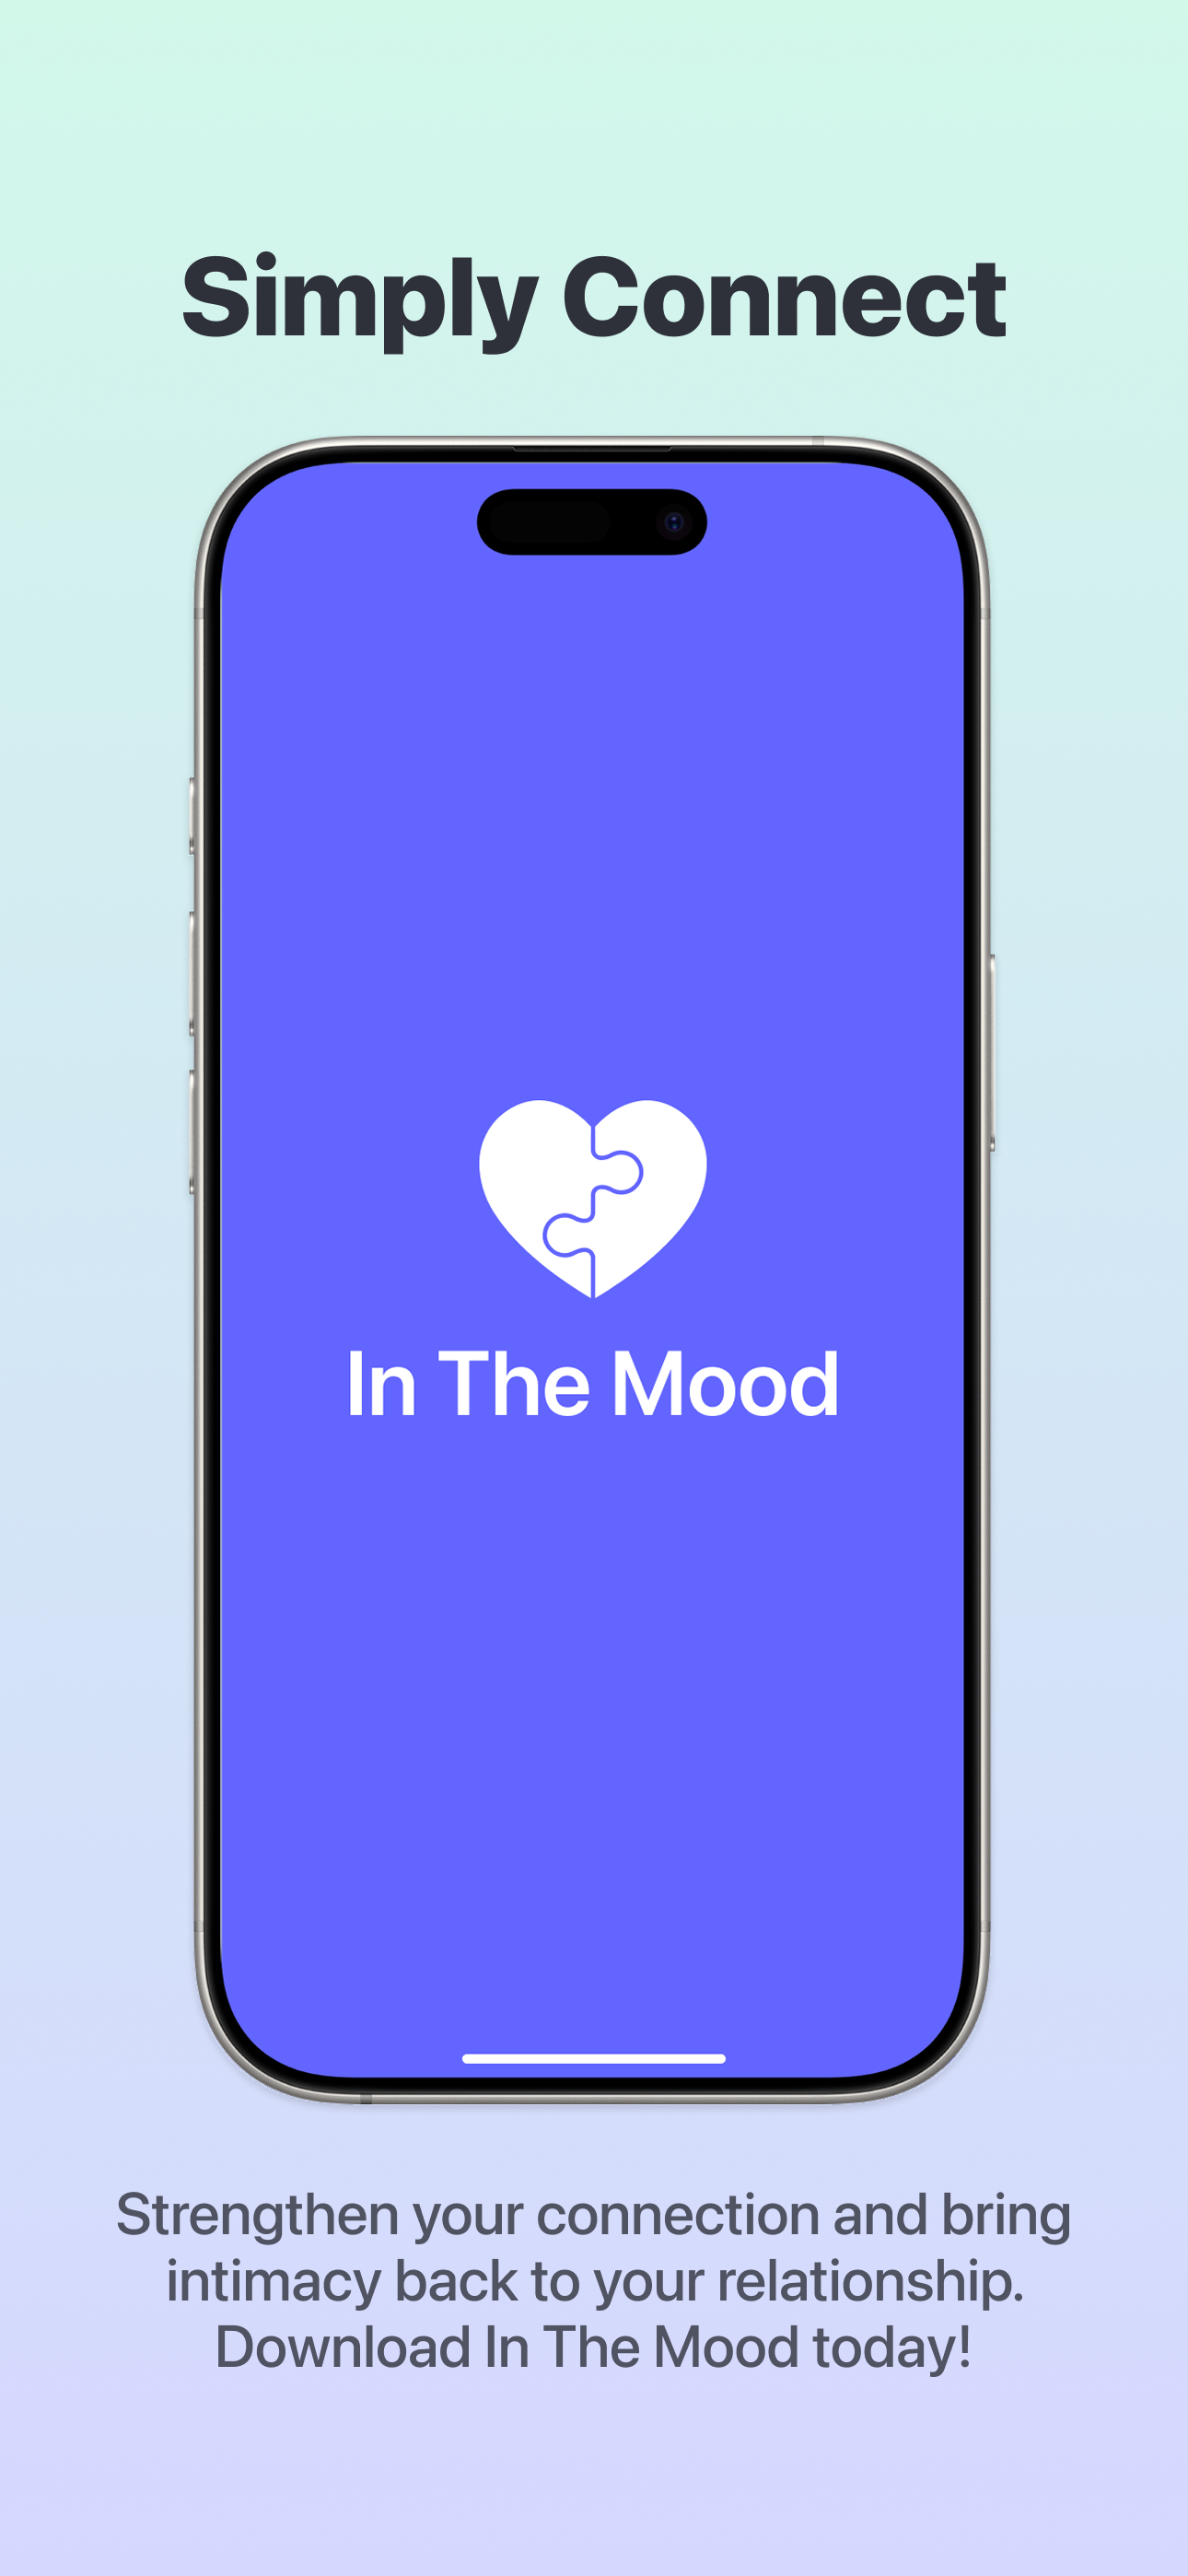 Simply Connect
In The Mood
Strengthen your connection and bring
intimacy back to your relationship.
Download In The Mood today!